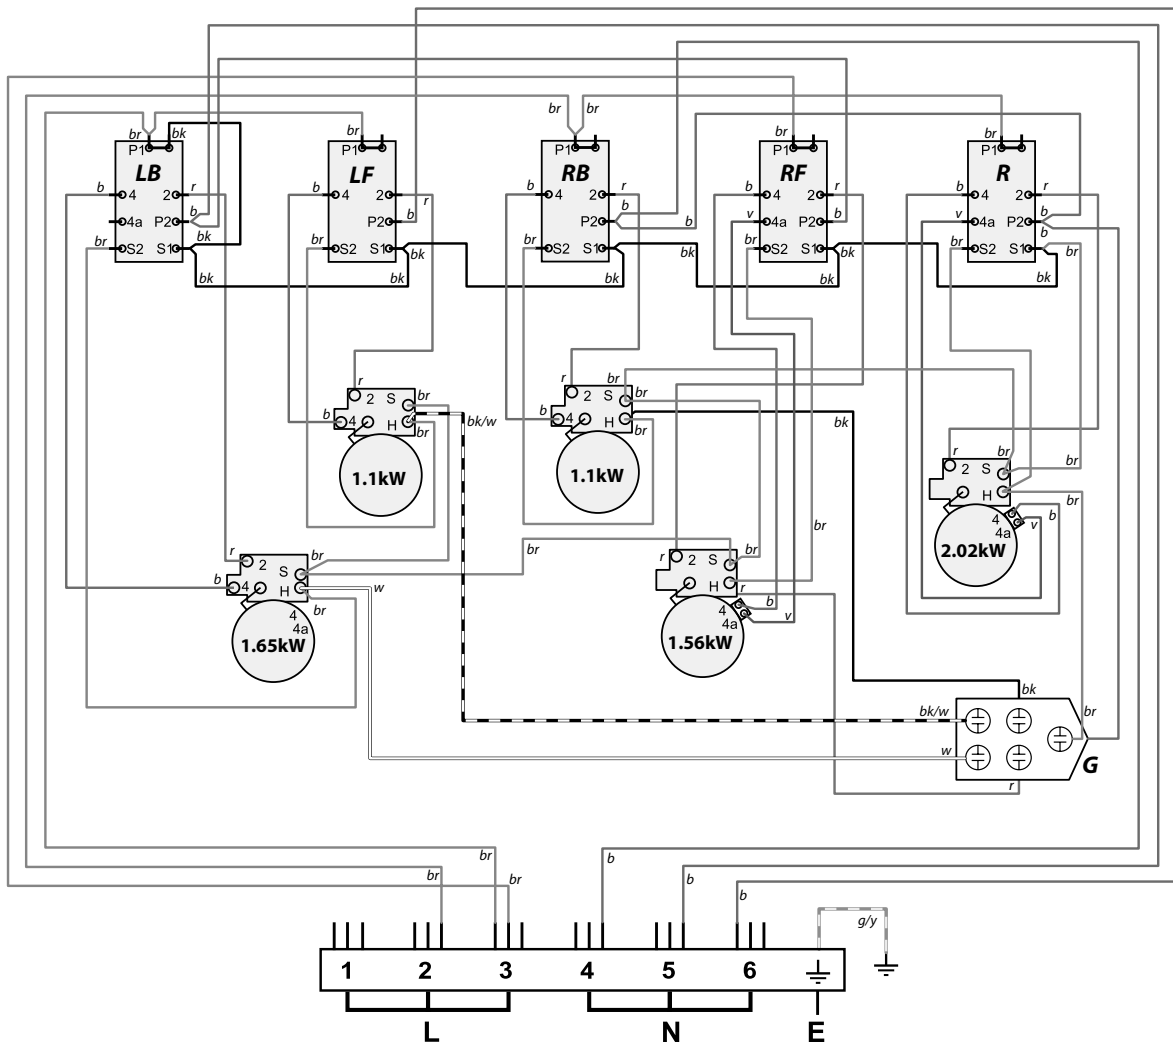 br br
br bk br br br
P1 P1 P1 P1 P1
LB LF RB RF R
b 4 2 r b 4 2 r b 4 2 r b 4 2 r b 4 2 r
4a P2 b P2 b P2 b b v 4a P2 b v 4a P2 b
br S2 S1 bk br S2 S1 bk br S2 S1 bk br S2 S1 bk br S2 S1 b br
bk bk bk bk bk
r 2 S br
b 4 H br
1.1kW
bk/w
r 2 br S br
b 4 H br
1.1kW
bk
r 2 S br br
H br
4 b
4a v
2.02kW
r 2 S br
b 4 H br
4
4a
1.65kW
w
br
r 2 S br
H r
4 b
4a v
1.56kW
br
bk
bk/w br
w G
r
br b
br b
b
g/y
1 2 3 4 5 6
L N E